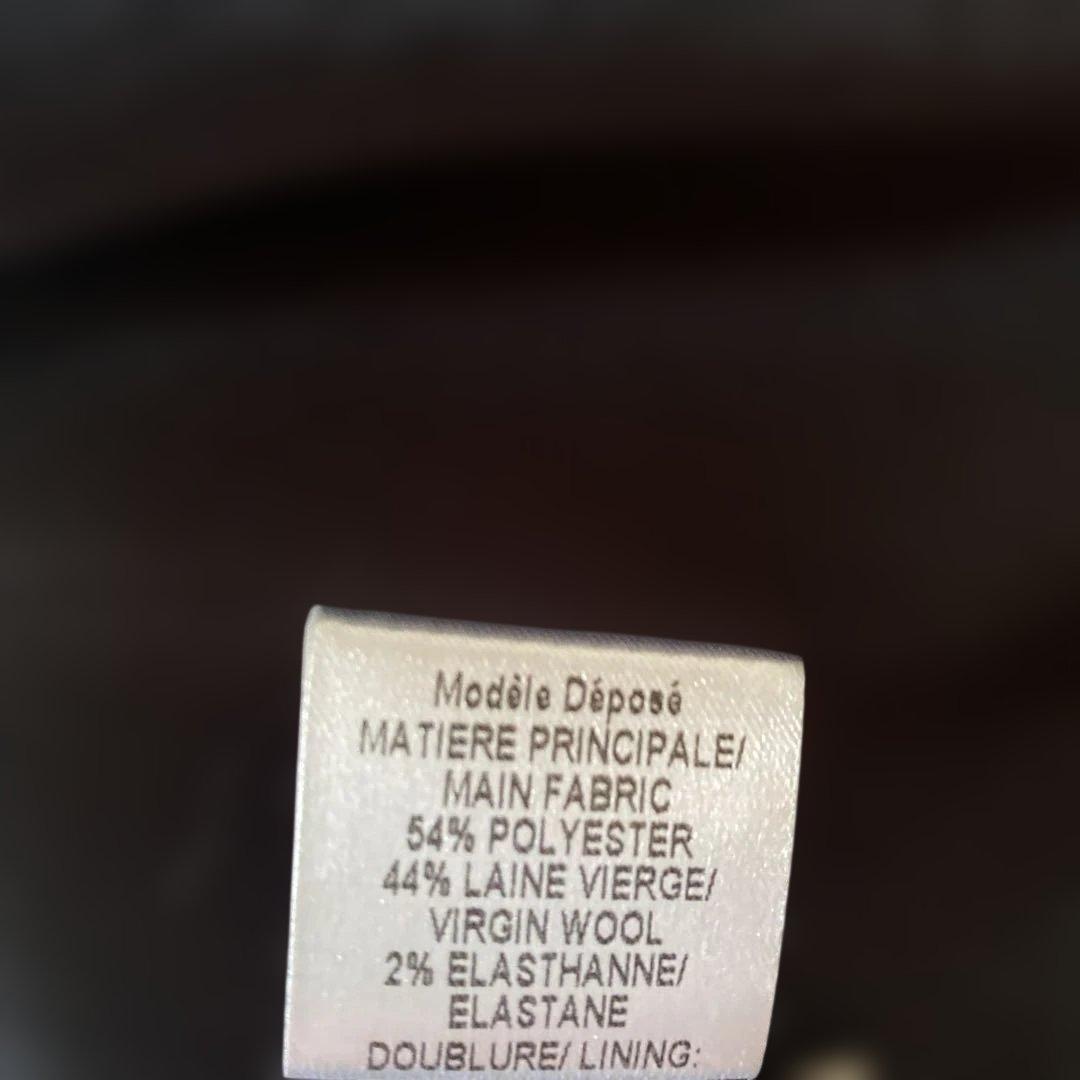 Modèle Déposé
MATIERE PRINCIPALE/
MAIN FABRIC
54% POLYESTER
44% LAINE VIERGE/
VIRGIN WOOL
2% ELASTHANNE/
ELASTANE
DOUBLURE/ LINING: